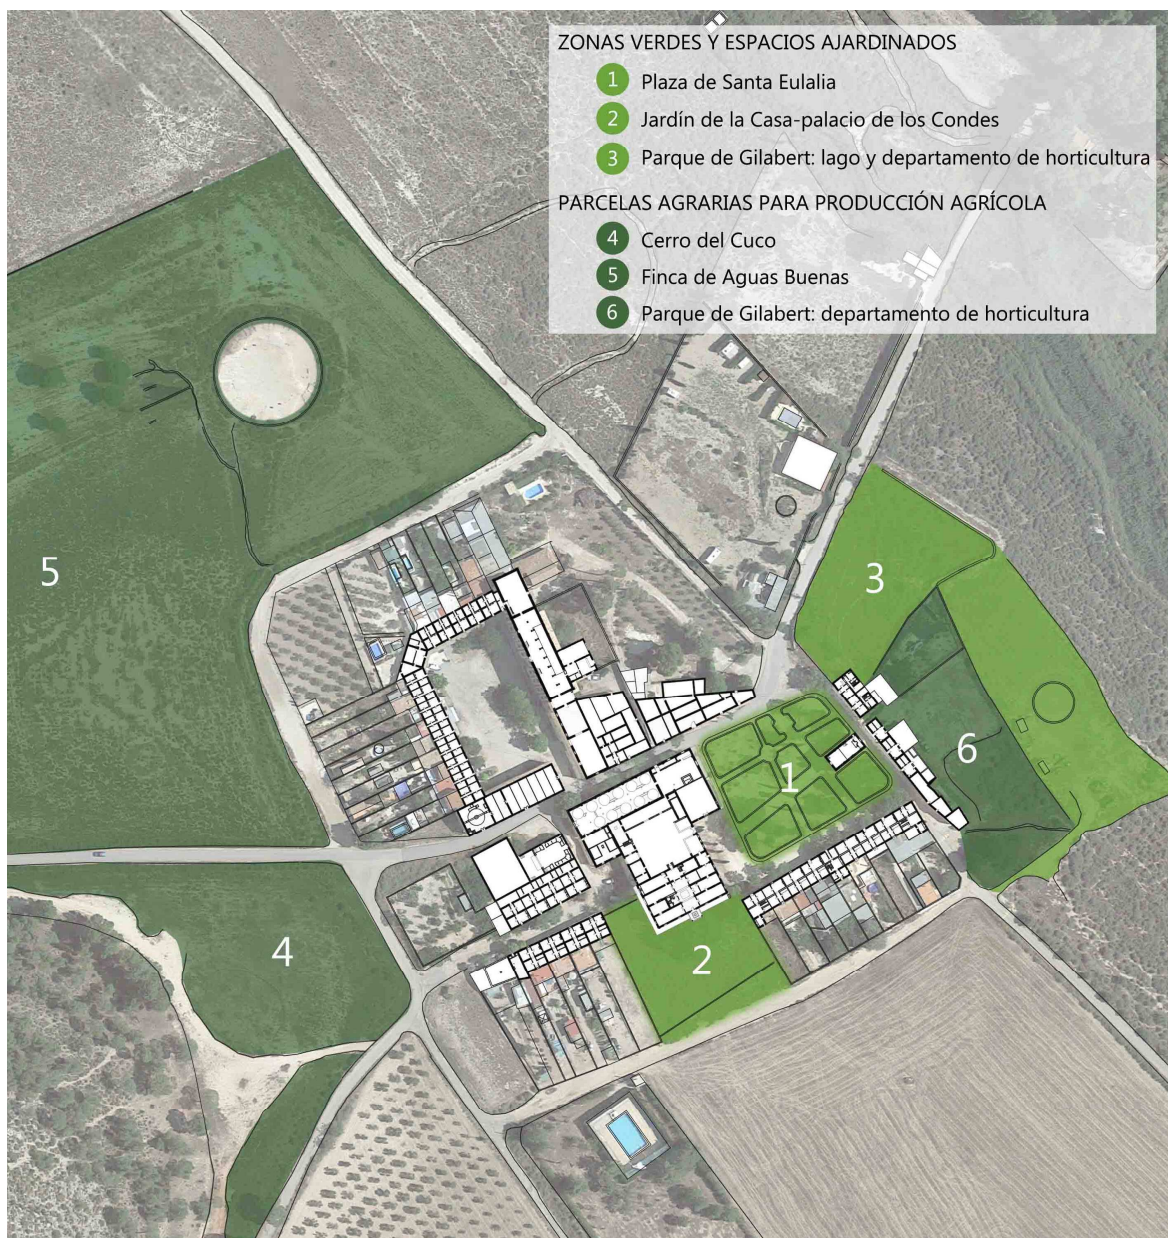 ZONAS VERDES Y ESPACIOS AJARDINADOS
1 Plaza de Santa Eulalia
2 Jardín de la Casa-palacio de los Condes
3 Parque de Gilabert: lago y departamento de horticultura
PARCELAS AGRARIAS PARA PRODUCCIÓN AGRÍCOLA
4 Cerro del Cuco
5 Finca de Aguas Buenas
6 Parque de Gilabert: departamento de horticultura
5
3
6
1
4
2